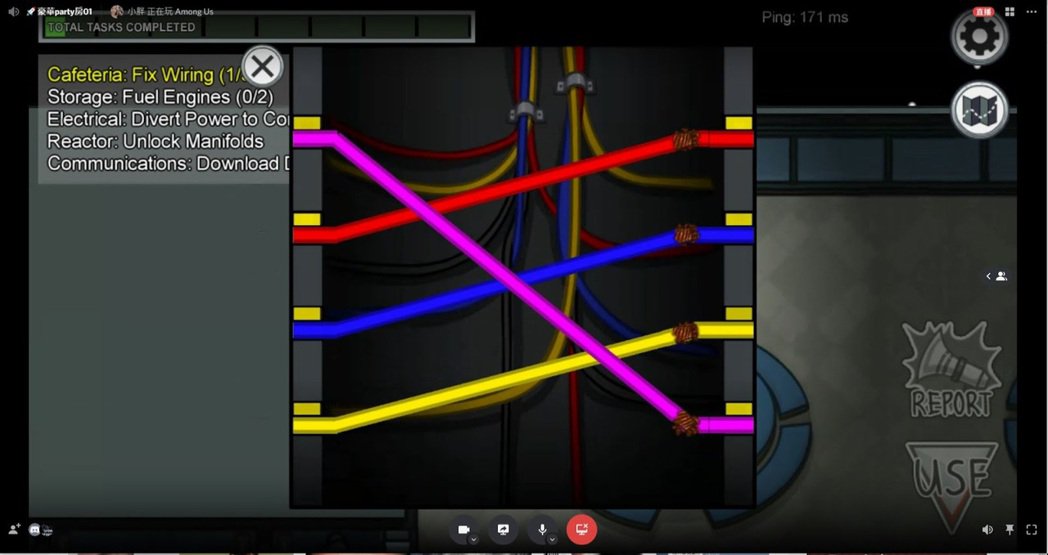 豪華party房01
小胖 正在玩 Among Us
直播
TOTAL TASKS COMPLETED
Ping: 171 ms
Cafeteria: Fix Wiring (1/
Storage: Fuel Engines (0/2)
Electrical: Divert Power to Co
Reactor: Unlock Manifolds
Communications: Download
REPORT
USE